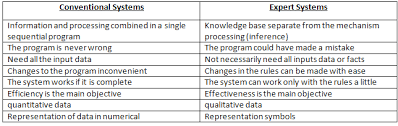 Conventional Systems Expert Systems
Information and processing combined in a single Knowledge base separate from the mechanism
sequential program processing (inference)
The program is never wrong The program could have made a mistake
Need all the input data Not necessarily need all inputs data or facts
Changes to the program inconvenient Changes in the rules can be made with ease
The system works if it is complete The system can work only with the rules a little
Efficiency is the main objective Effectiveness is the main objective
quantitative data qualitative data
Representation of data in numerical Representation symbols